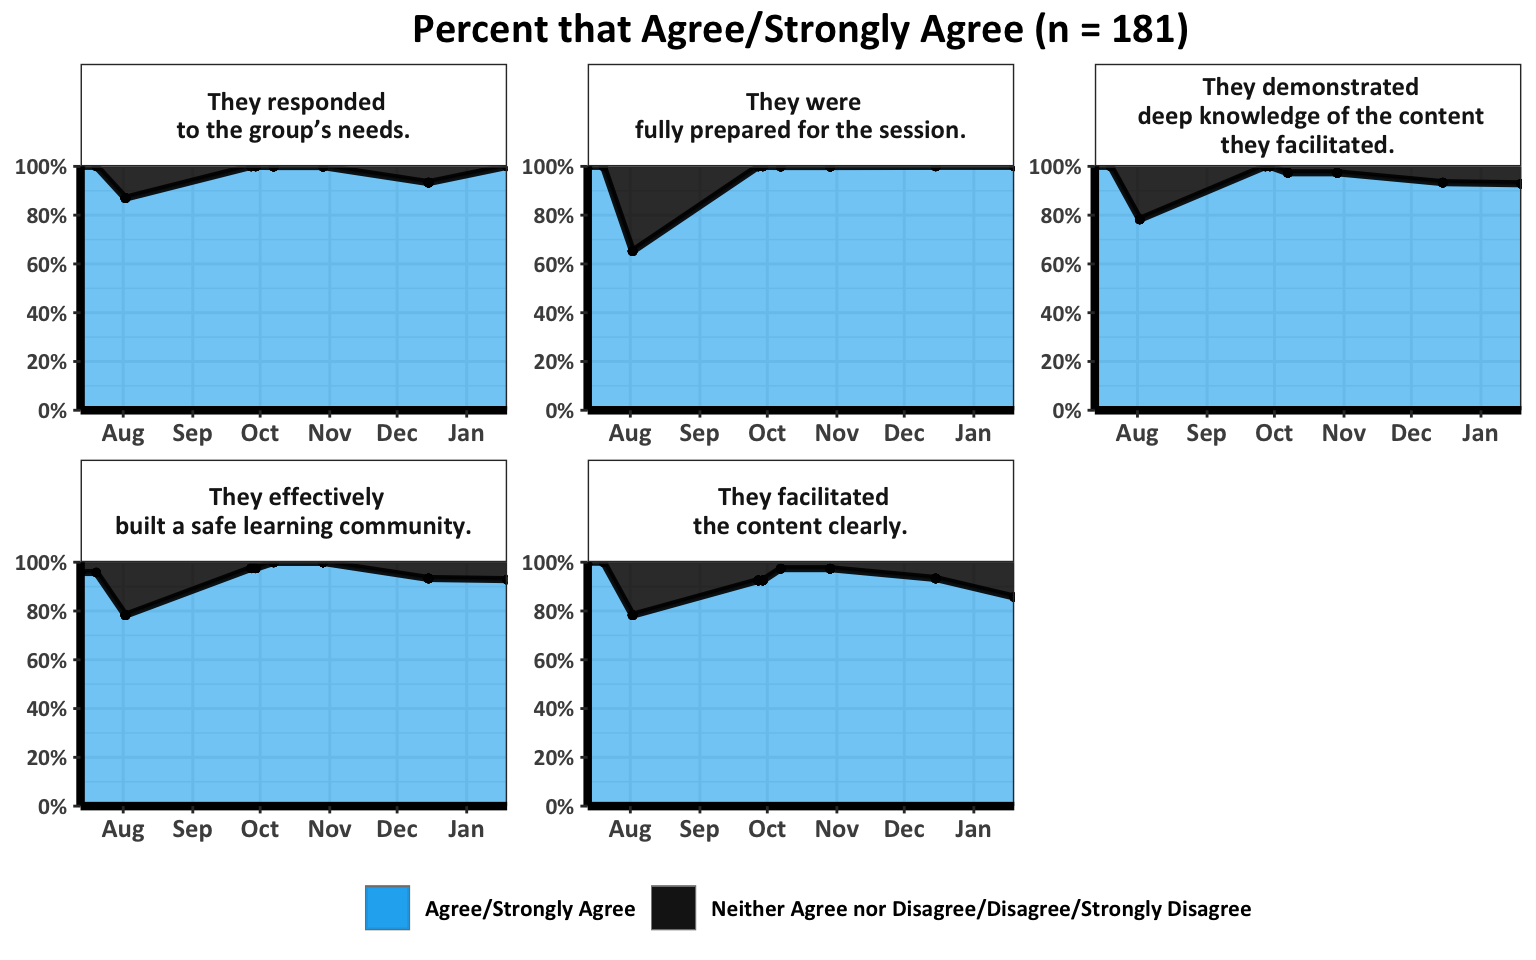 Percent that Agree/Strongly Agree (n = 181)
They responded
to the group’s needs.
100%
80%
60%
40%
20%
0%
Aug Sep Oct Nov Dec Jan
They were
fully prepared for the session.
100%
80%
60%
40%
20%
0%
Aug Sep Oct Nov Dec Jan
They demonstrated
deep knowledge of the content
they facilitated.
100%
80%
60%
40%
20%
0%
Aug Sep Oct Nov Dec Jan
They effectively
built a safe learning community.
100%
80%
60%
40%
20%
0%
Aug Sep Oct Nov Dec Jan
They facilitated
the content clearly.
100%
80%
60%
40%
20%
0%
Aug Sep Oct Nov Dec Jan
Agree/Strongly Agree Neither Agree nor Disagree/Disagree/Strongly Disagree